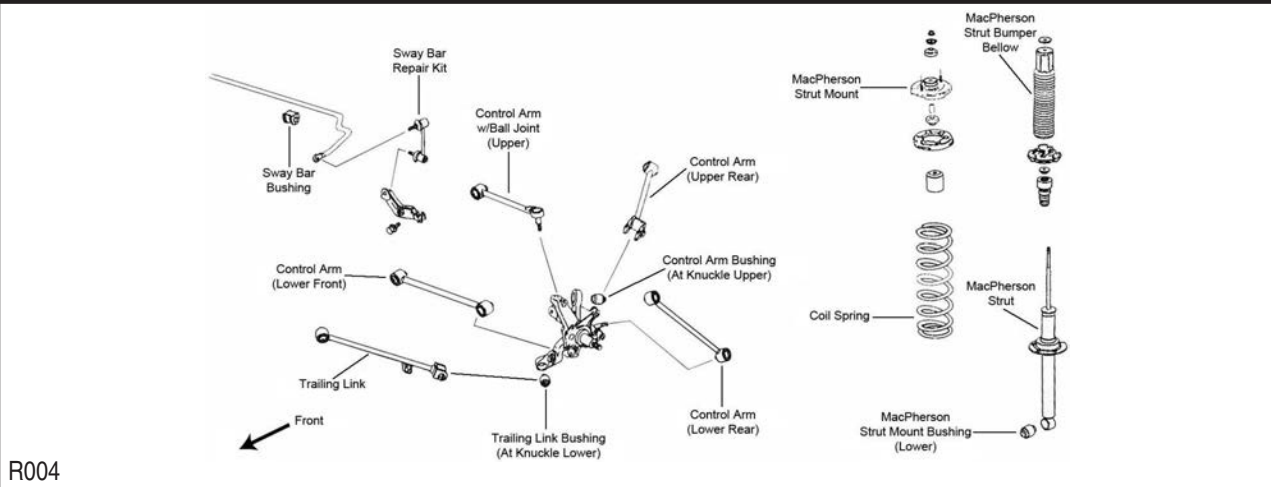 MacPherson
Strut Bumper
Bellow
Sway Bar
Repair Kit
MacPherson
Strut Mount
Control Arm
w/Ball Joint
(Upper)
Control Arm
(Upper Rear)
Sway Bar
Bushing
Control Arm
(Lower Front)
Control Arm Bushing
(At Knuckle Upper)
MacPherson
Strut
Coil Spring
Trailing Link
Front
Control Arm
(Lower Rear)
MacPherson
Strut Mount Bushing
(Lower)
Trailing Link Bushing
(At Knuckle Lower)
R004